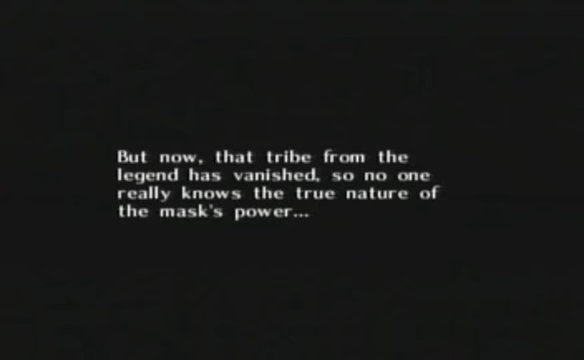 But now, that tribe from the
legend has vanished, so no one
really knows the true nature of
the mask's power...